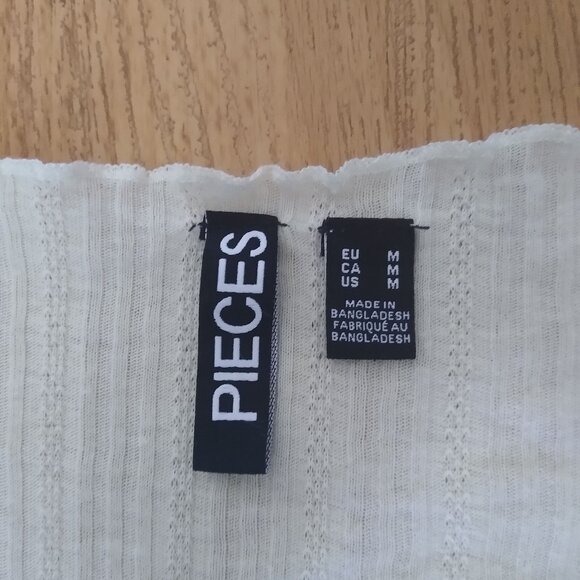 PIECES
EU M
CA M
US M
MADE IN
BANGLADESH
FABRIQUÉ AU
BANGLADESH